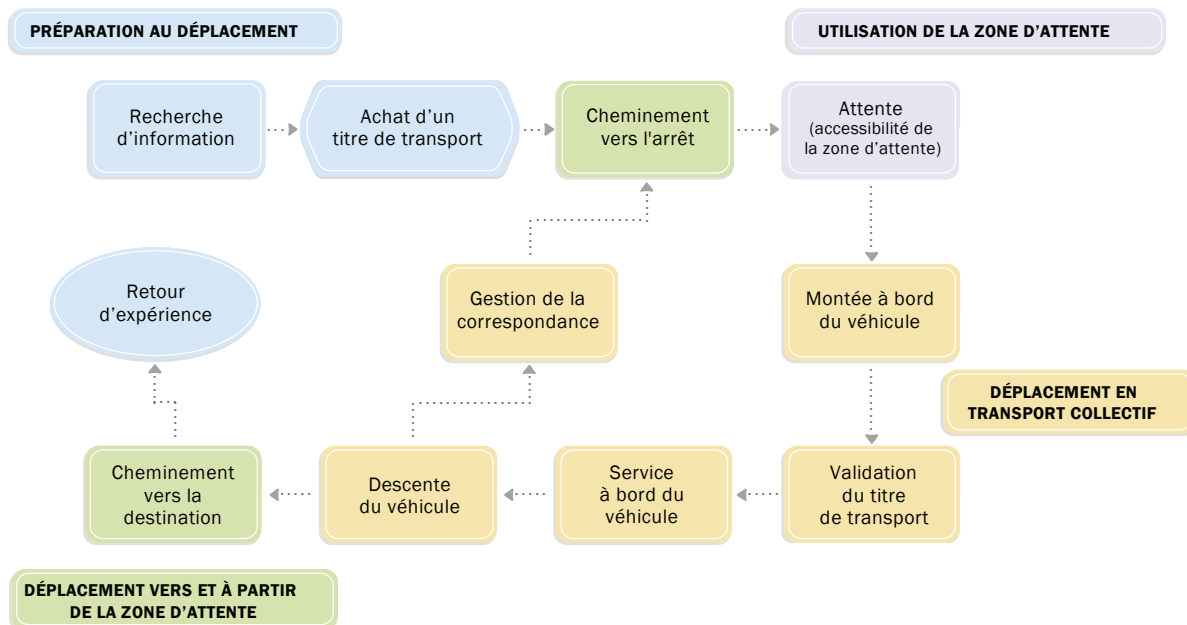 PRÉPARATION AU DÉPLACEMENT
UTILISATION DE LA ZONE D'ATTENTE
Recherche
d'information
Achat d'un
titre de transport
Cheminement
vers l'arrêt
Attente
(accessibilité de
la zone d'attente)
Retour
d'expérience
Gestion de la
correspondance
Montée à bord
du véhicule
DÉPLACEMENT EN
TRANSPORT COLLECTIF
Cheminement
vers la
destination
Descente
du véhicule
Service
à bord du
véhicule
Validation
du titre
de transport
DÉPLACEMENT VERS ET À PARTIR
DE LA ZONE D'ATTENTE